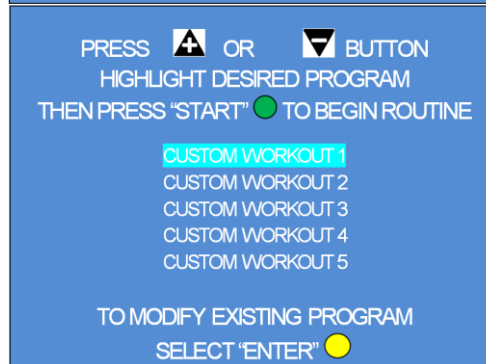 PRESS + OR − BUTTON
HIGHLIGHT DESIRED PROGRAM
THEN PRESS “START” TO BEGIN ROUTINE
CUSTOM WORKOUT 1
CUSTOM WORKOUT 2
CUSTOM WORKOUT 3
CUSTOM WORKOUT 4
CUSTOM WORKOUT 5
TO MODIFY EXISTING PROGRAM
SELECT “ENTER”